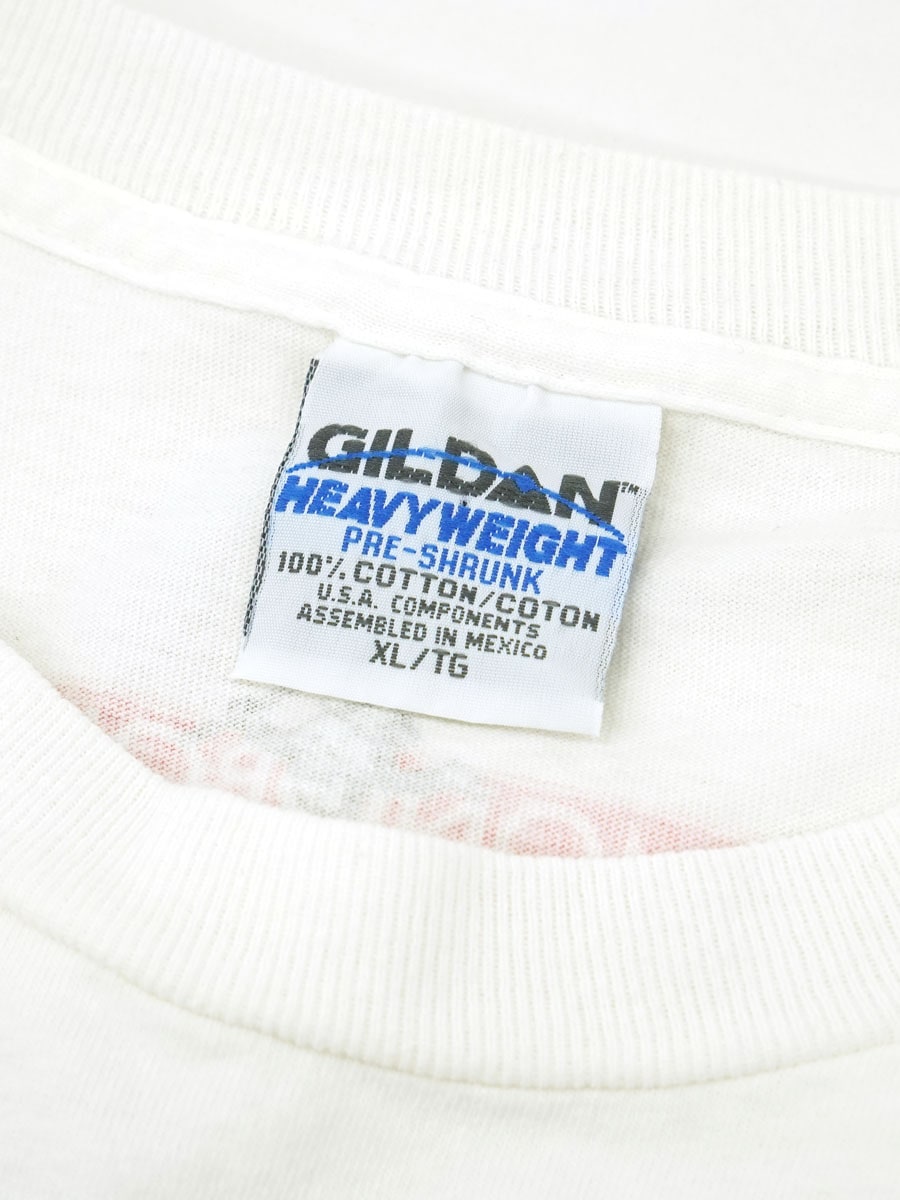 GILDAN™
HEAVYWEIGHT
PRE-SHRUNK
100% COTTON/COTON
U.S.A. COMPONENTS
ASSEMBLED IN MEXICO
XL/TG